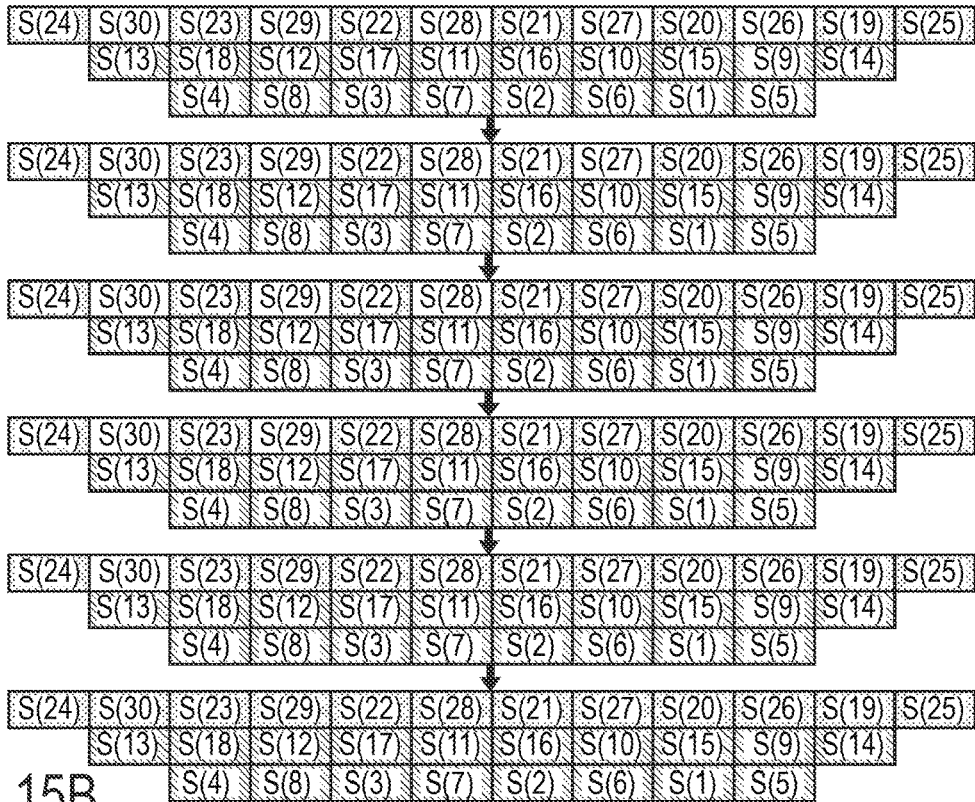 S(24) S(30) S(23) S(29) S(22) S(28) S(21) S(27) S(20) S(26) S(19) S(25)
S(13) S(18) S(12) S(17) S(11) S(16) S(10) S(15) S(9) S(14)
S(4) S(8) S(3) S(7) S(2) S(6) S(1) S(5)
S(24) S(30) S(23) S(29) S(22) S(28) S(21) S(27) S(20) S(26) S(19) S(25)
S(13) S(18) S(12) S(17) S(11) S(16) S(10) S(15) S(9) S(14)
S(4) S(8) S(3) S(7) S(2) S(6) S(1) S(5)
S(24) S(30) S(23) S(29) S(22) S(28) S(21) S(27) S(20) S(26) S(19) S(25)
S(13) S(18) S(12) S(17) S(11) S(16) S(10) S(15) S(9) S(14)
S(4) S(8) S(3) S(7) S(2) S(6) S(1) S(5)
S(24) S(30) S(23) S(29) S(22) S(28) S(21) S(27) S(20) S(26) S(19) S(25)
S(13) S(18) S(12) S(17) S(11) S(16) S(10) S(15) S(9) S(14)
S(4) S(8) S(3) S(7) S(2) S(6) S(1) S(5)
S(24) S(30) S(23) S(29) S(22) S(28) S(21) S(27) S(20) S(26) S(19) S(25)
S(13) S(18) S(12) S(17) S(11) S(16) S(10) S(15) S(9) S(14)
S(4) S(8) S(3) S(7) S(2) S(6) S(1) S(5)
S(24) S(30) S(23) S(29) S(22) S(28) S(21) S(27) S(20) S(26) S(19) S(25)
S(13) S(18) S(12) S(17) S(11) S(16) S(10) S(15) S(9) S(14)
S(4) S(8) S(3) S(7) S(2) S(6) S(1) S(5)
15B